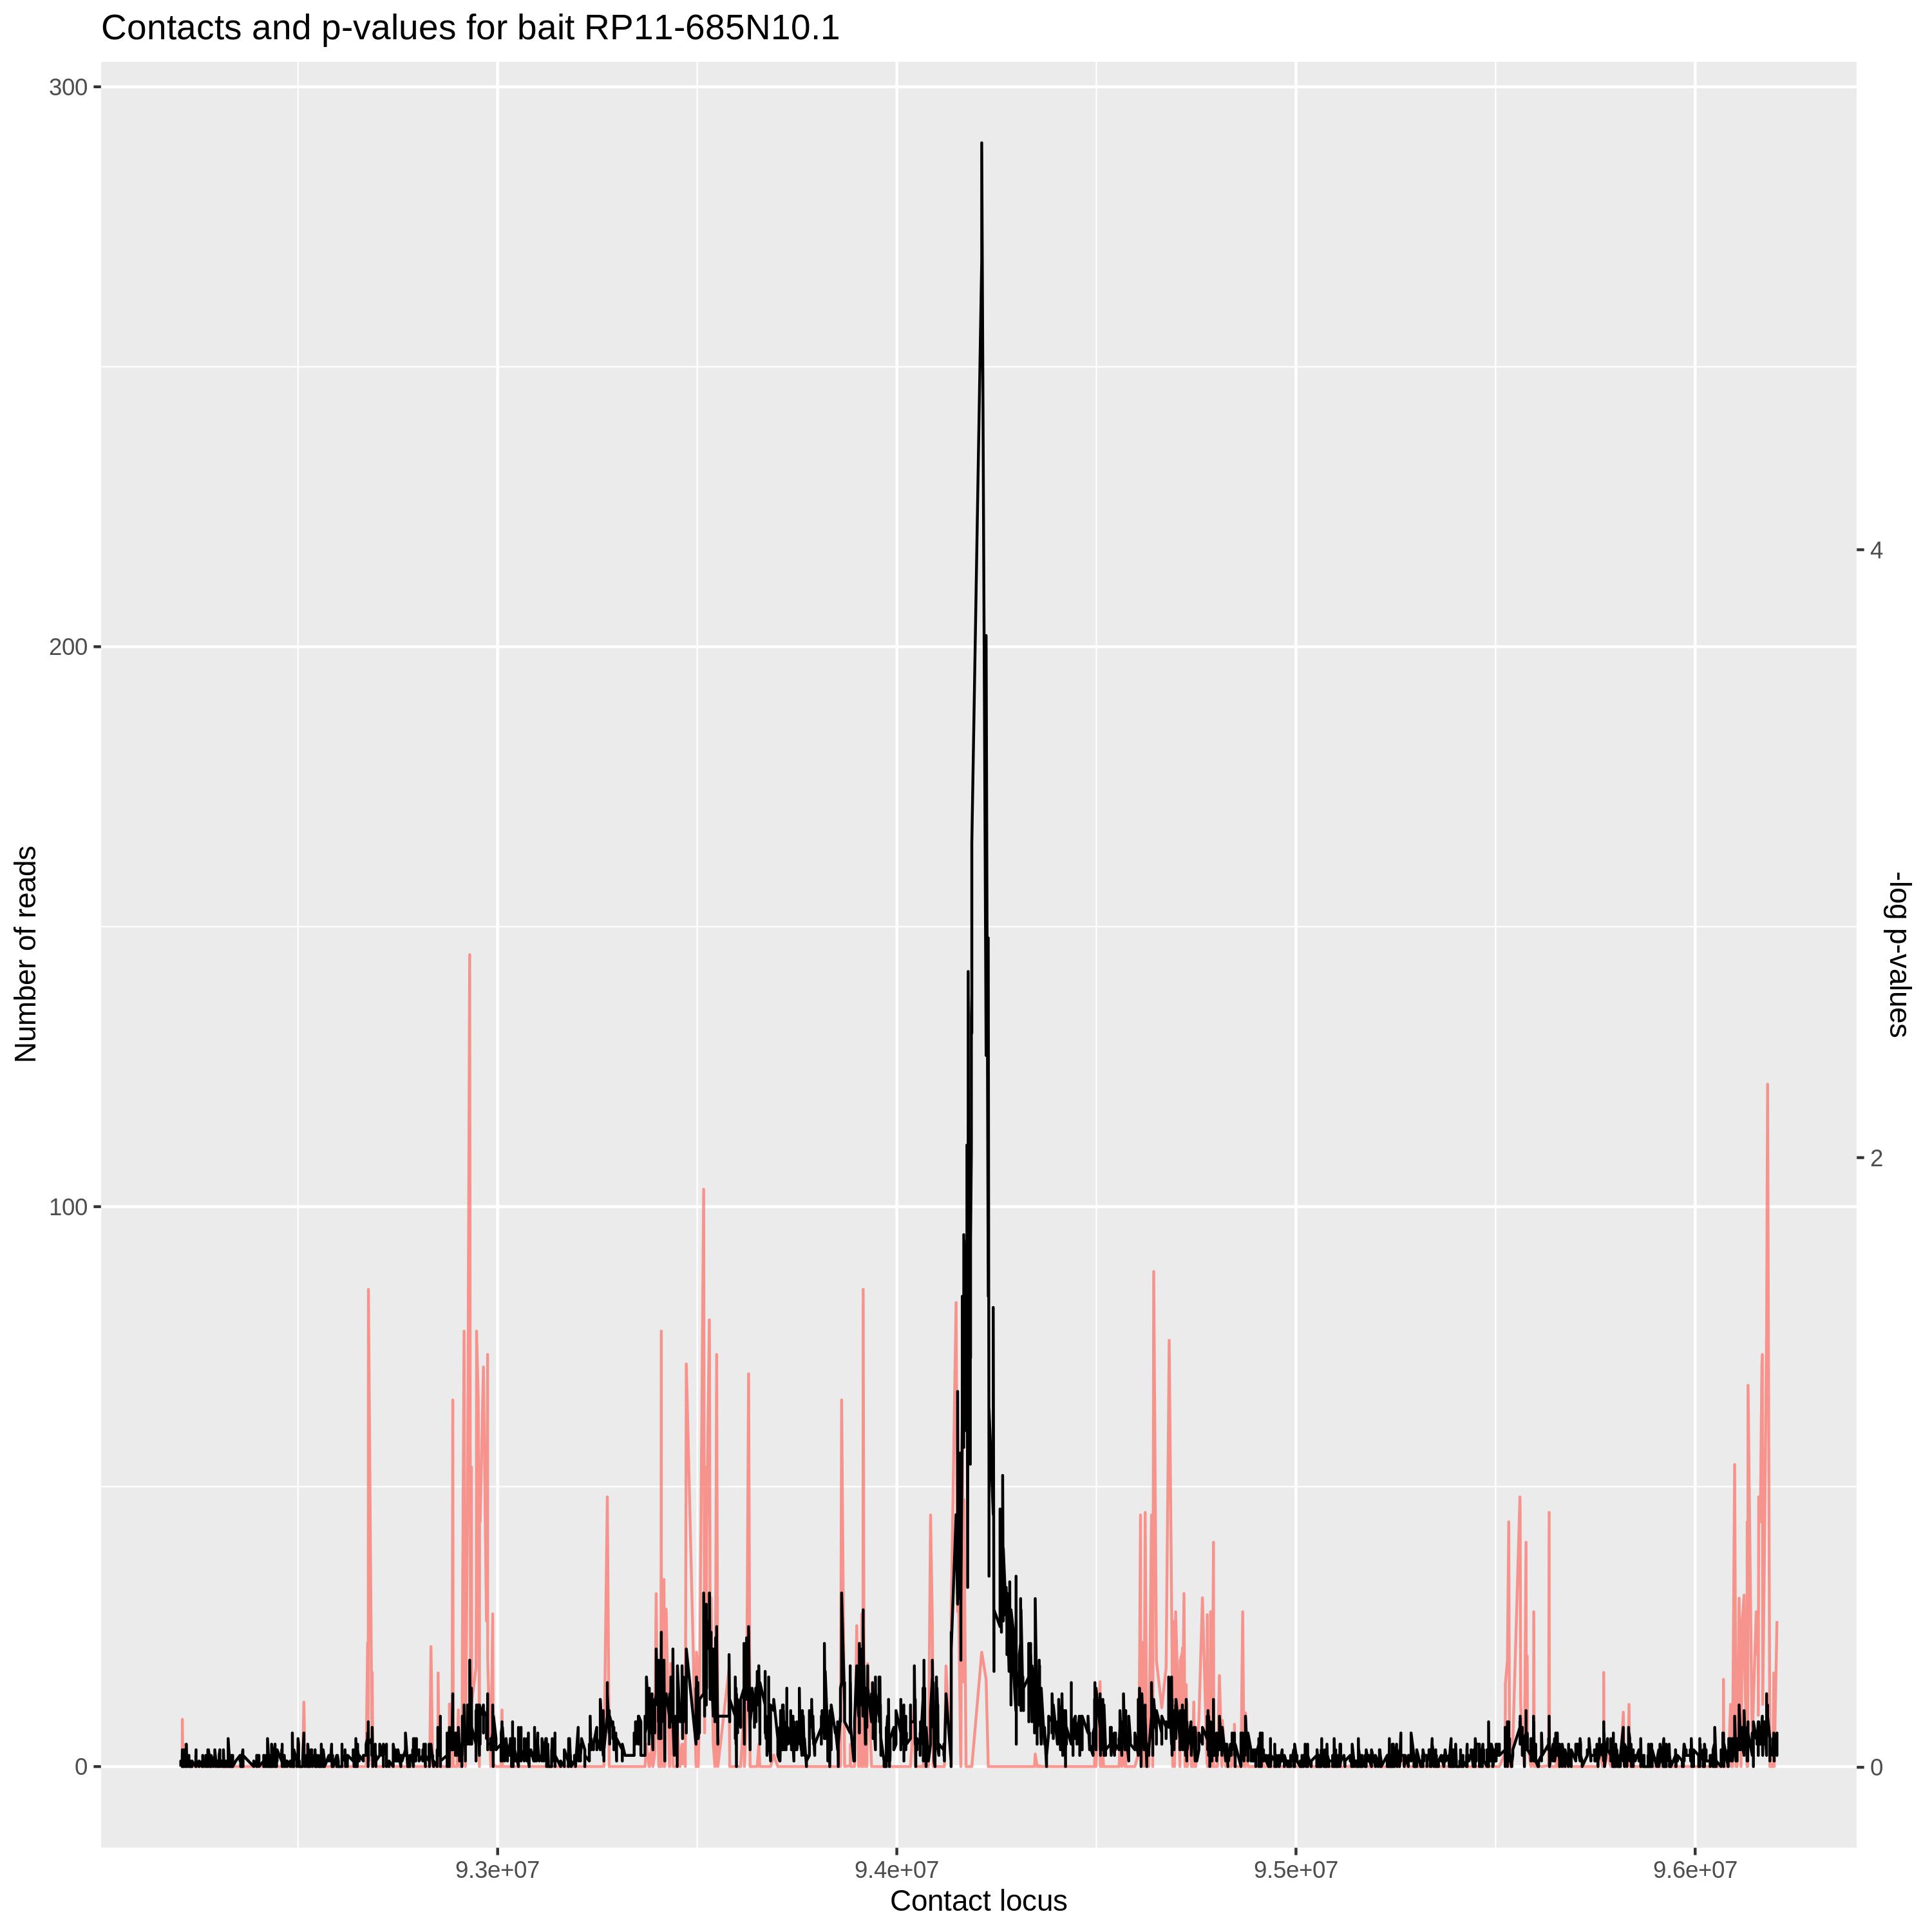 Contacts and p-values for bait RP11-685N10.1
300
200
100
0
Number of reads
4
2
0
-log p-values
9.3e+07
9.4e+07
9.5e+07
9.6e+07
Contact locus